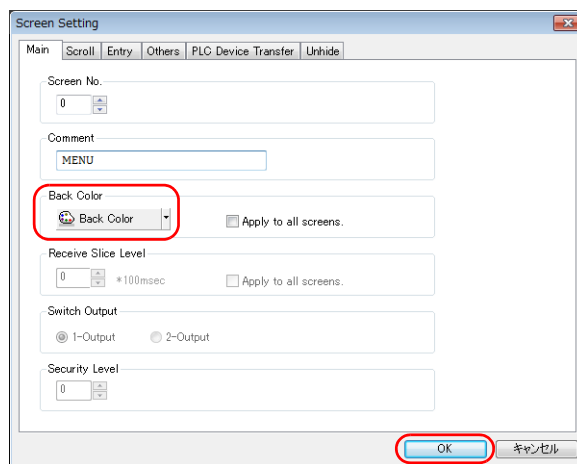 Screen Setting
Main Scroll Entry Others PLC Device Transfer Unhide
Screen No.
0
Comment
MENU
Back Color
Back Color Apply to all screens.
Receive Slice Level
0 *100msec Apply to all screens.
Switch Output
1-Output 2-Output
Security Level
0
OK キャンセル